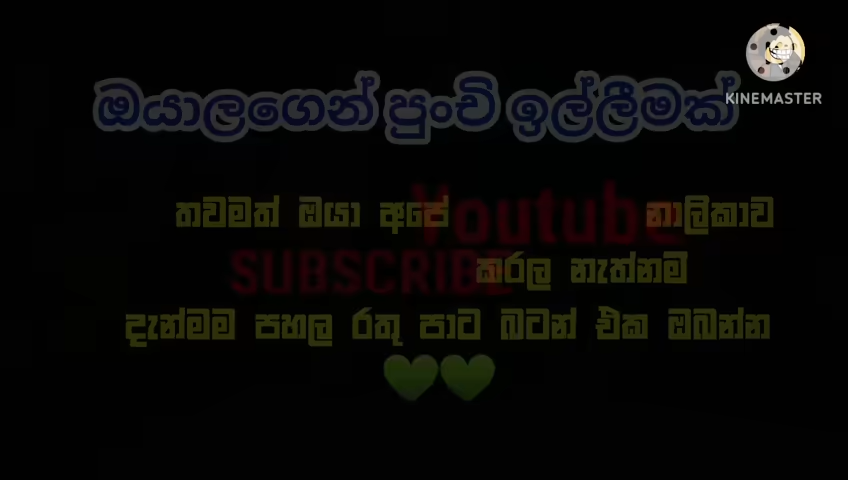 KINEMASTER
ඔයාලගෙන් පුංචි ඉල්ලීමක්
තවමත් ඔයා අපේ Youtube නාලිකාව
SUBSCRIBE කරල නැත්නම්
දැන්මම පහල රතු පාට බටන් එක ඔබන්න